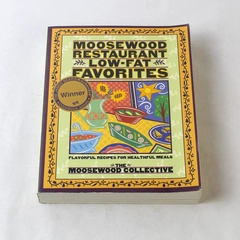 MOOSEWOOD
RESTAURANT
LOW-FAT
FAVORITES
Winner
FLAVORFUL RECIPES FOR HEALTHFUL MEALS
THE
MOOSEWOOD COLLECTIVE